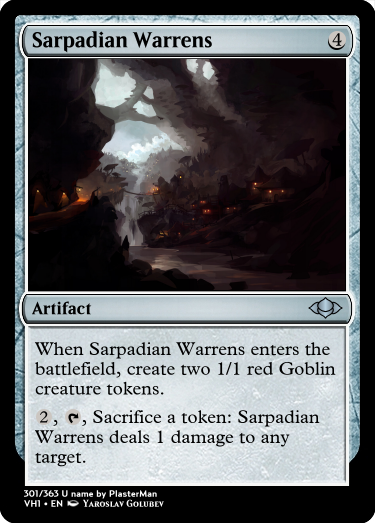 Sarpadian Warrens 4
Artifact
When Sarpadian Warrens enters the
battlefield, create two 1/1 red Goblin
creature tokens.
2, , Sacrifice a token: Sarpadian
Warrens deals 1 damage to any
target.
301/363 U name by PlasterMan
VH1 • EN Yaroslav Golubev